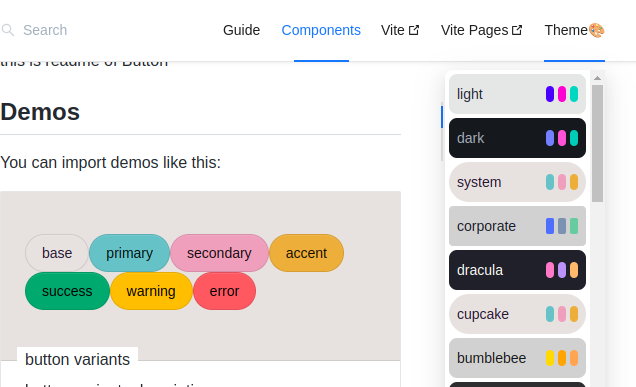 Search
Guide
Components
Vite
Vite Pages
Theme🎨
this is readme of Button
Demos
You can import demos like this:
base
primary
secondary
accent
success
warning
error
button variants
light
dark
system
corporate
dracula
cupcake
bumblebee